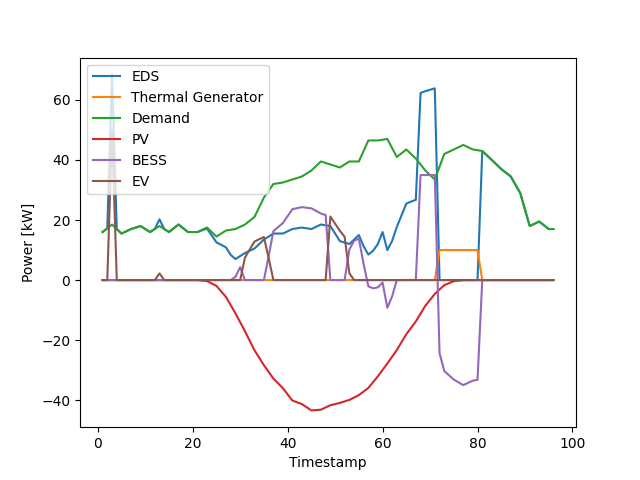 EDS
Thermal Generator
Demand
PV
BESS
EV
60
40
20
0
−20
−40
Power [kW]
0 20 40 60 80 100
Timestamp